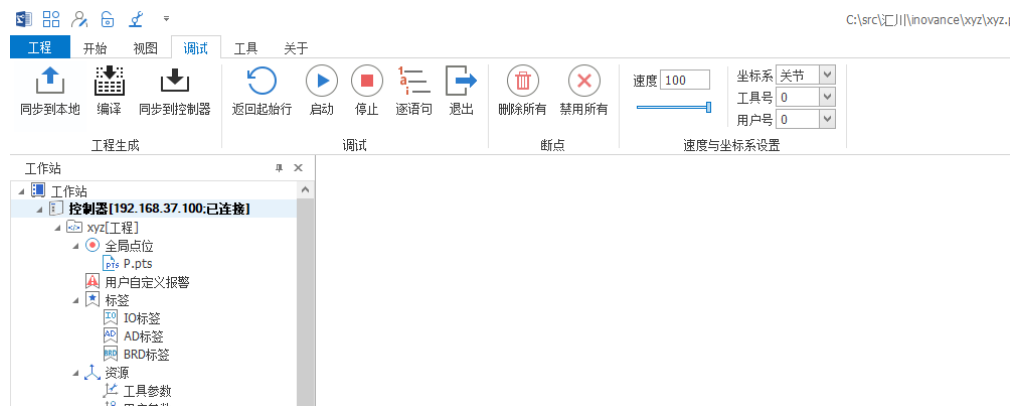 C:\src\汇川\inovance\xyz\xyz.p
工程 开始 视图 调试 工具 关于
同步到本地 编译 同步到控制器 返回起始行 启动 停止 逐语句 退出 删除所有 禁用所有
速度 100
坐标系 关节
工具号 0
用户号 0
工程生成 调试 断点 速度与坐标系设置
工作站
工作站
控制器[192.168.37.100;已连接]
xyz[工程]
全局点位
PTS P.pts
用户自定义报警
标签
IO IO标签
AD AD标签
BRD BRD标签
资源
工具参数